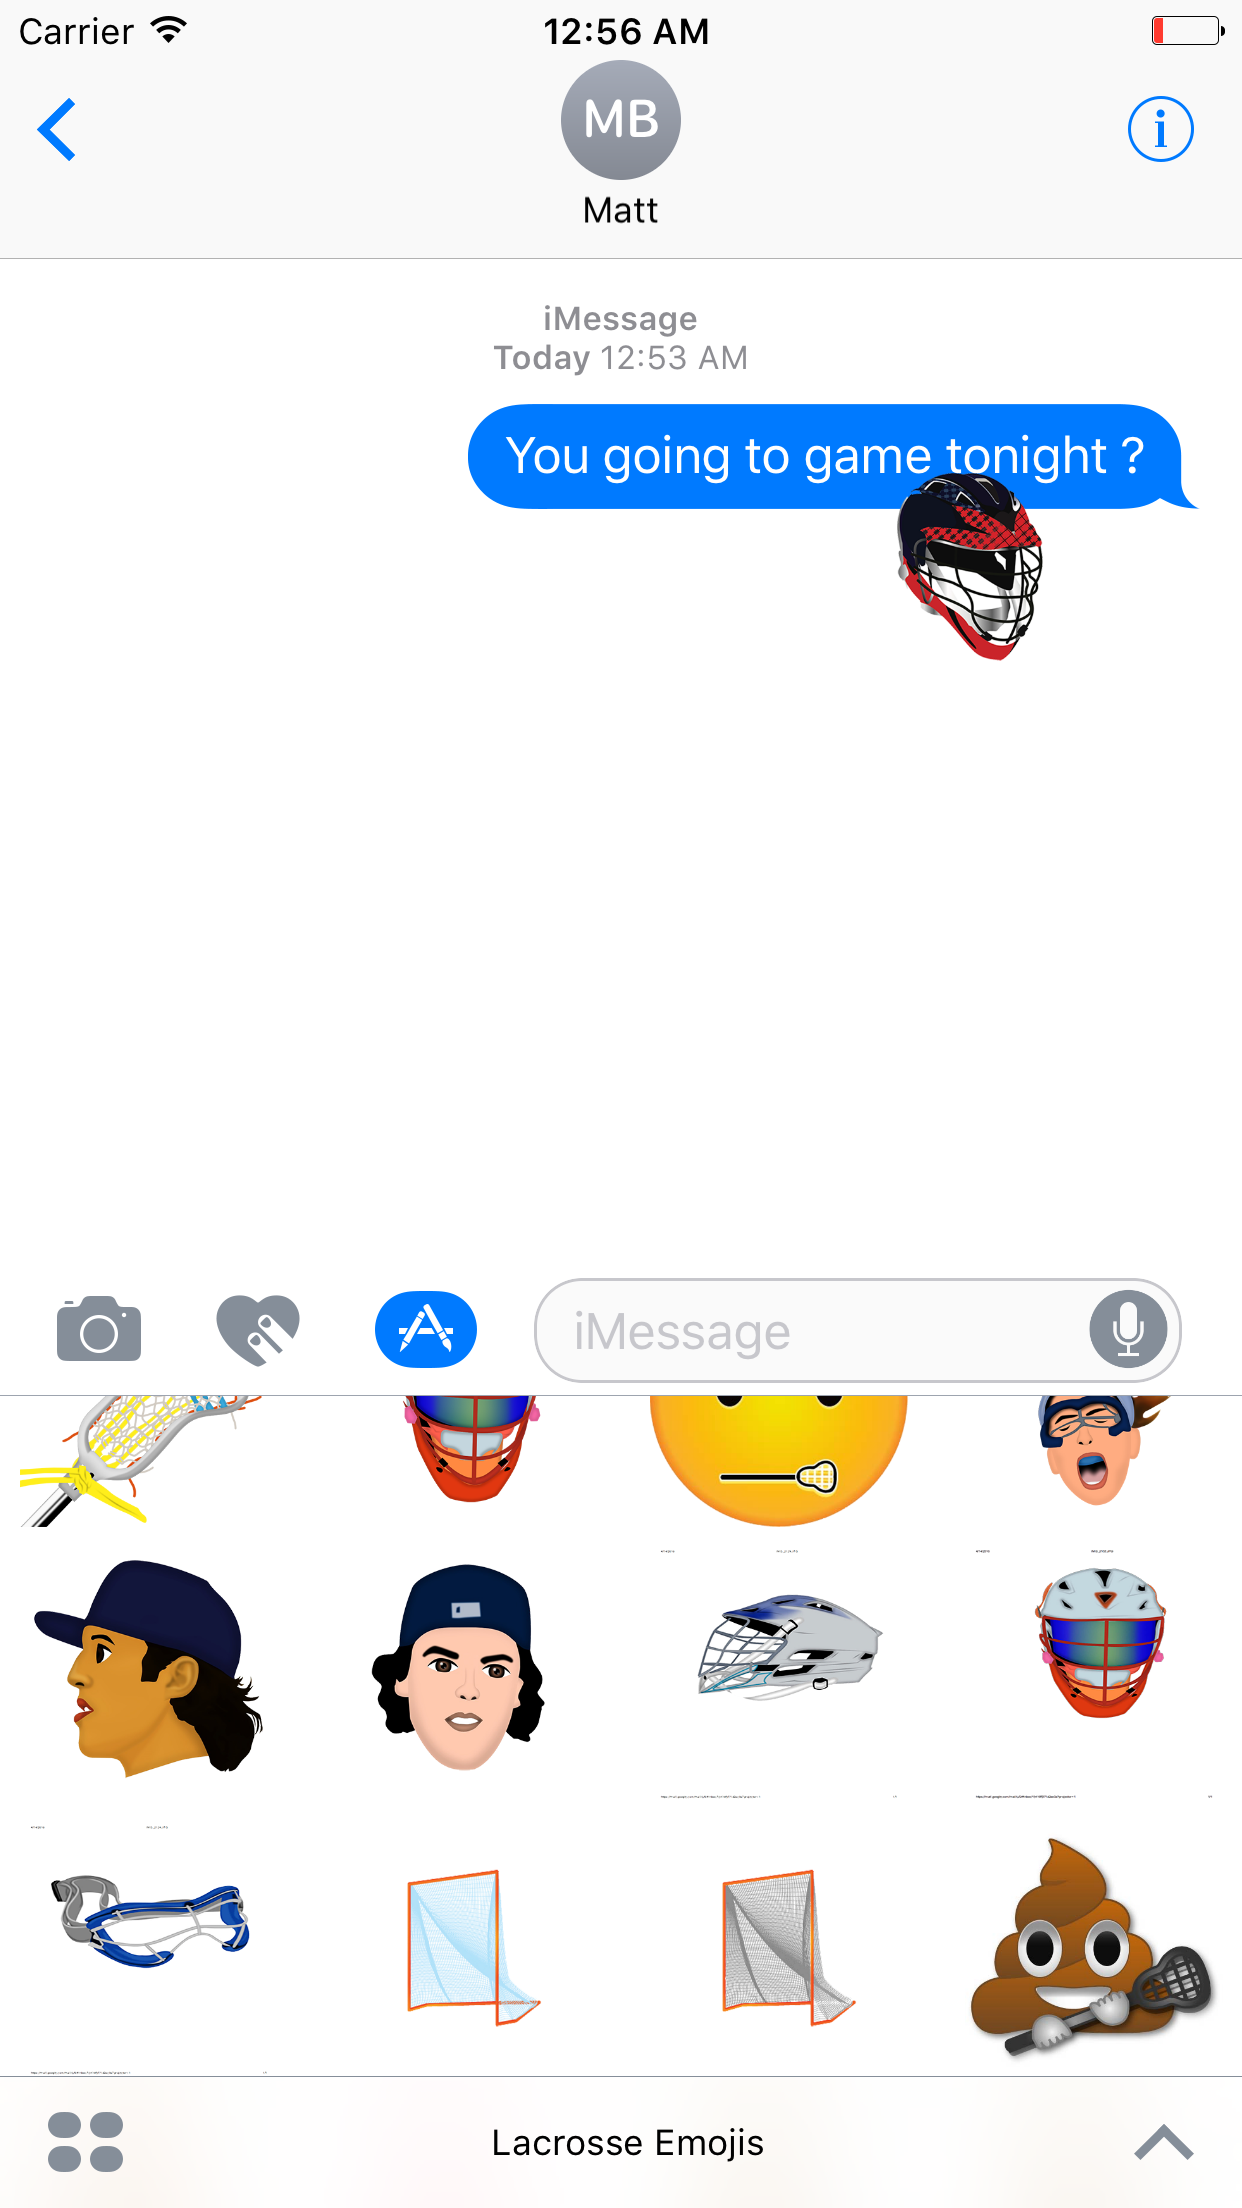 Carrier
12:56 AM
MB
Matt
iMessage
Today 12:53 AM
You going to game tonight ?
iMessage
Lacrosse Emojis